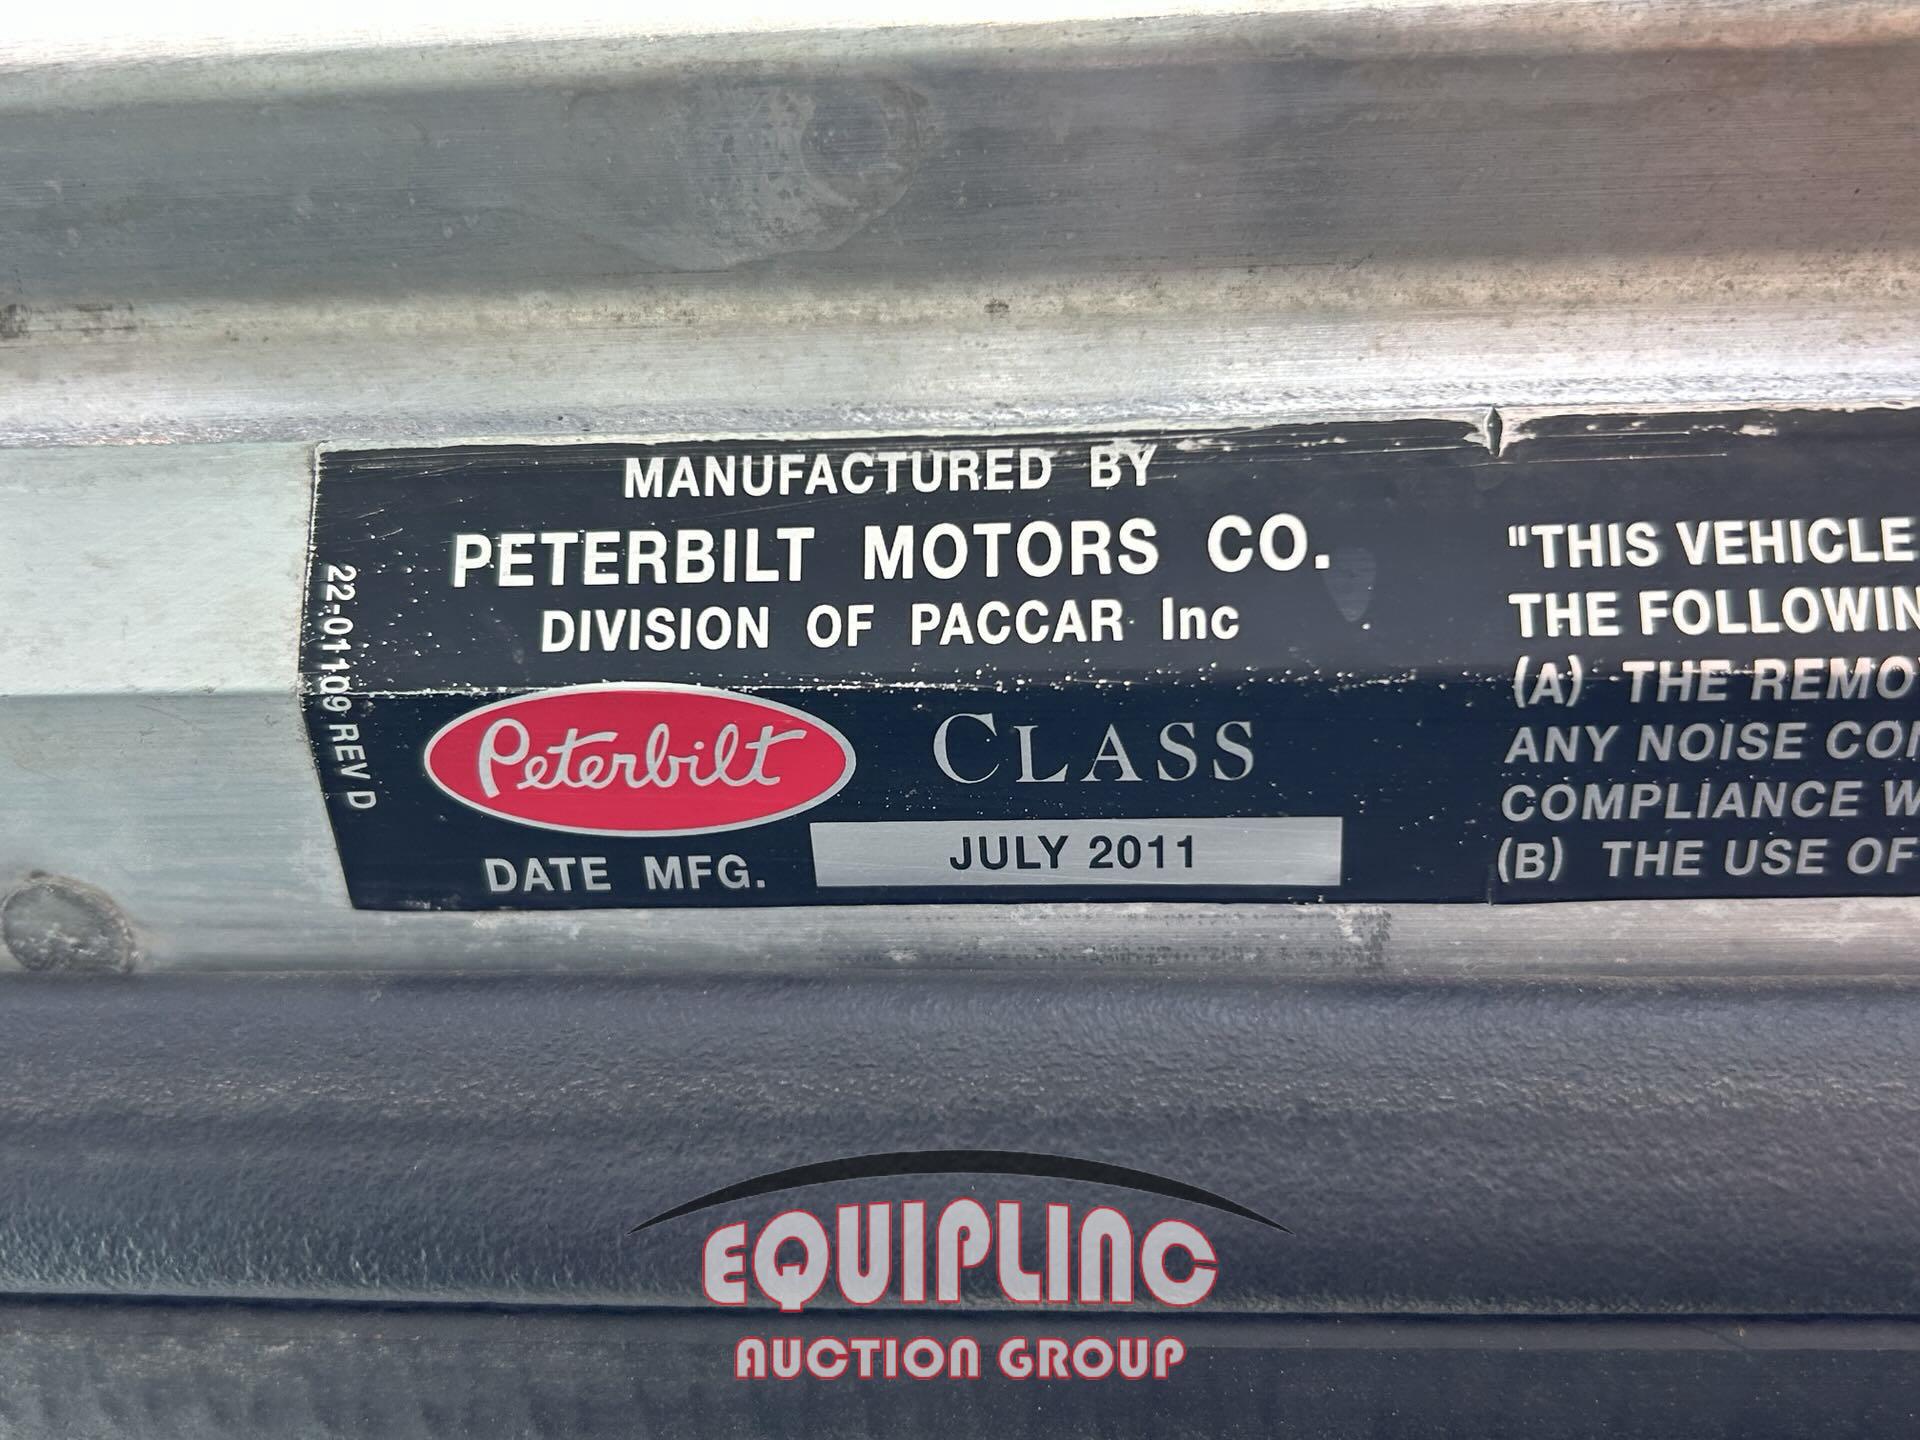 MANUFACTURED BY
PETERBILT MOTORS CO.
DIVISION OF PACCAR Inc
Peterbilt CLASS
DATE MFG. JULY 2011
22-01109 REV D
"THIS VEHICLE
THE FOLLOWIN
(A) THE REMO
ANY NOISE CO
COMPLIANCE W
(B) THE USE OF
EQUIPLINC
AUCTION GROUP